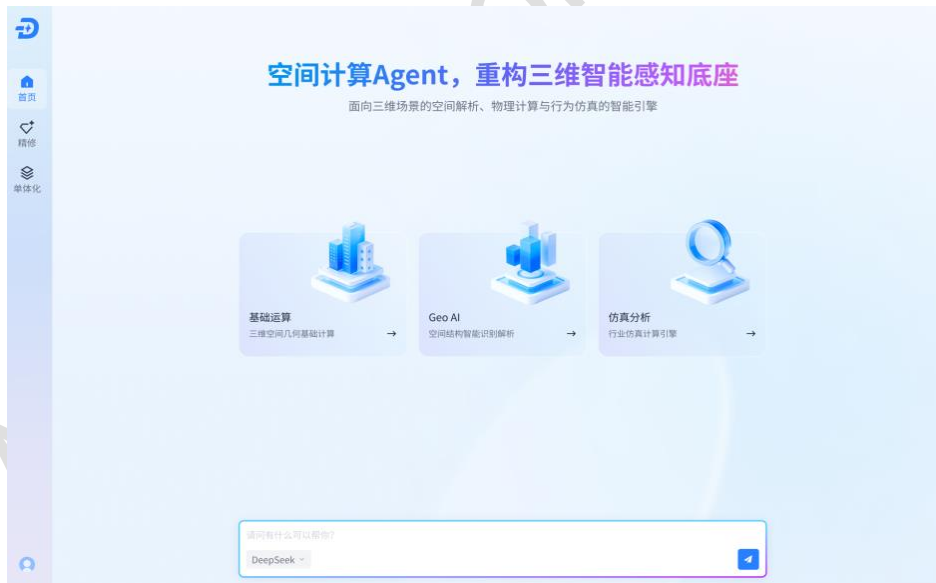 首页
精修
单体化
空间计算Agent，重构三维智能感知底座
面向三维场景的空间解析、物理计算与行为仿真的智能引擎
基础运算
三维空间几何基础计算 →
Geo AI
空间结构智能识别解析 →
仿真分析
行业仿真计算引擎 →
请问有什么可以帮你？
DeepSeek